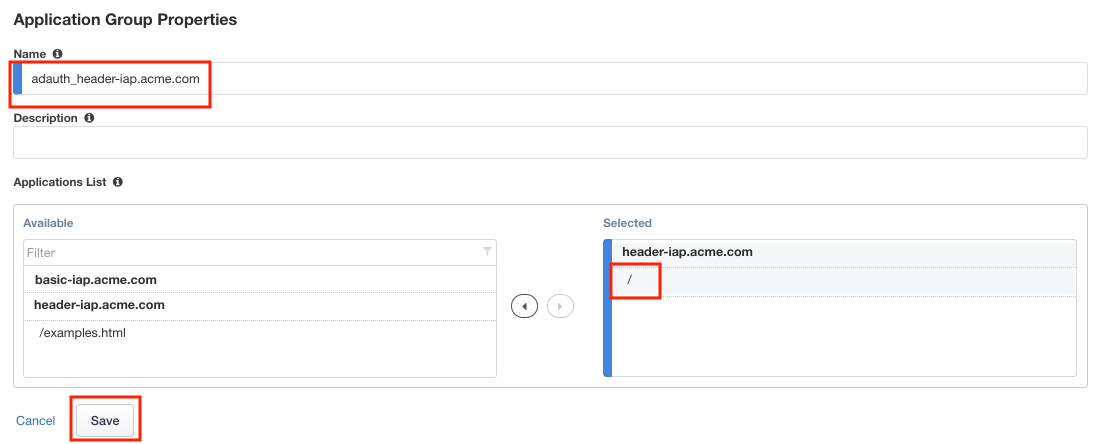 Application Group Properties
Name
adauth_header-iap.acme.com
Description
Applications List
Available
Selected
Filter
basic-iap.acme.com
header-iap.acme.com
/examples.html
header-iap.acme.com
/
Cancel
Save